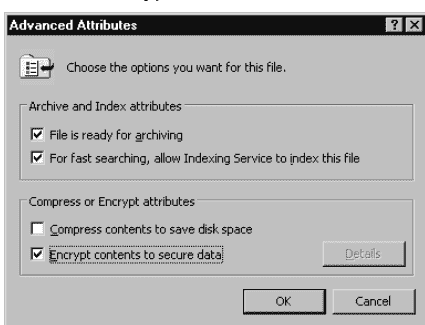 Advanced Attributes
Choose the options you want for this file.
Archive and Index attributes
File is ready for archiving
For fast searching, allow Indexing Service to index this file
Compress or Encrypt attributes
Compress contents to save disk space
Encrypt contents to secure data
Details
OK
Cancel